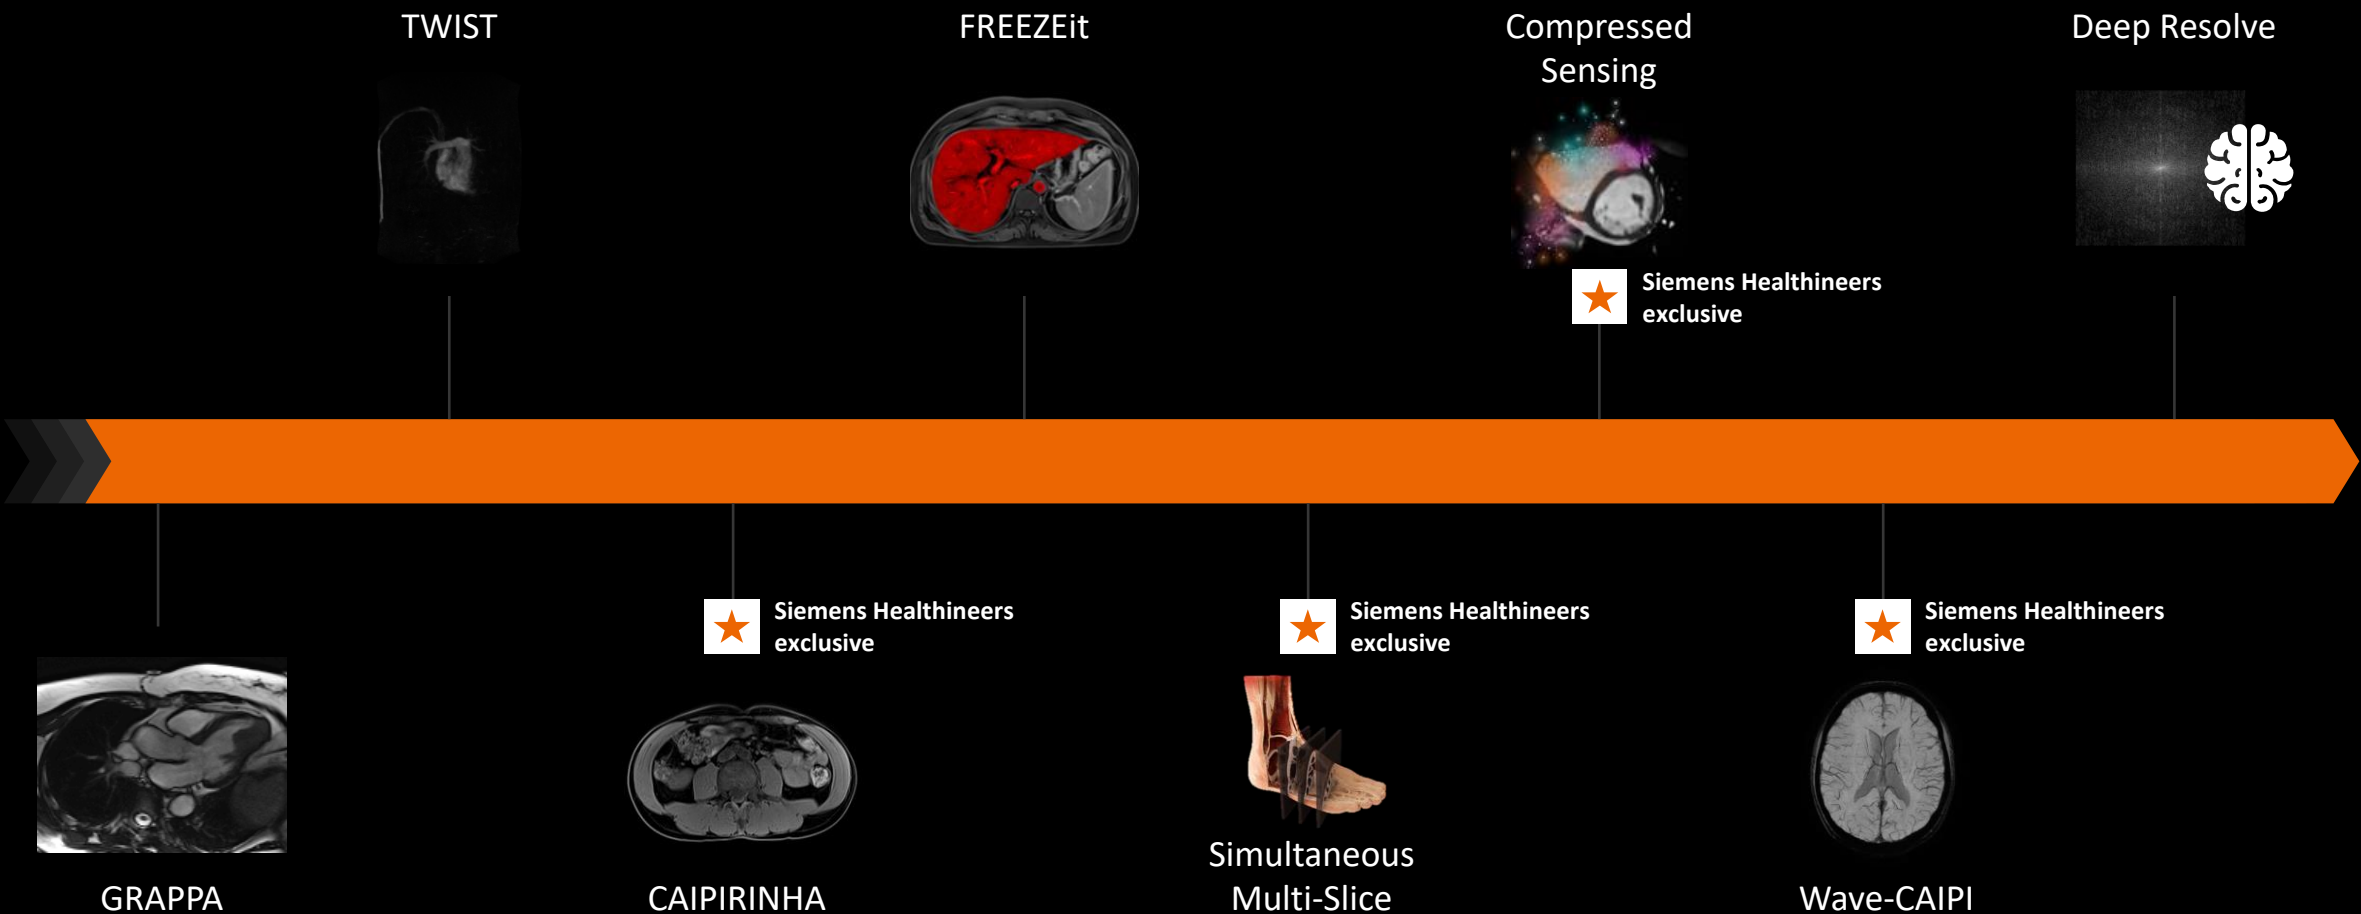 TWIST
FREEZEit
Compressed
Sensing
Deep Resolve
Siemens Healthineers
exclusive
Siemens Healthineers
exclusive
Siemens Healthineers
exclusive
Siemens Healthineers
exclusive
GRAPPA
CAIPIRINHA
Simultaneous
Multi-Slice
Wave-CAIPI